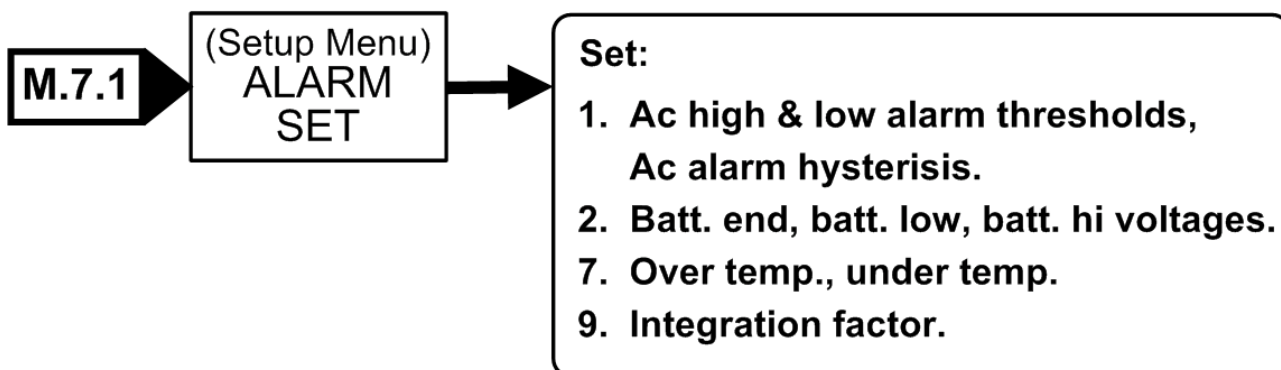 M.7.1
(Setup Menu)
ALARM
SET
Set:
1. Ac high & low alarm thresholds,
Ac alarm hysterisis.
2. Batt. end, batt. low, batt. hi voltages.
7. Over temp., under temp.
9. Integration factor.